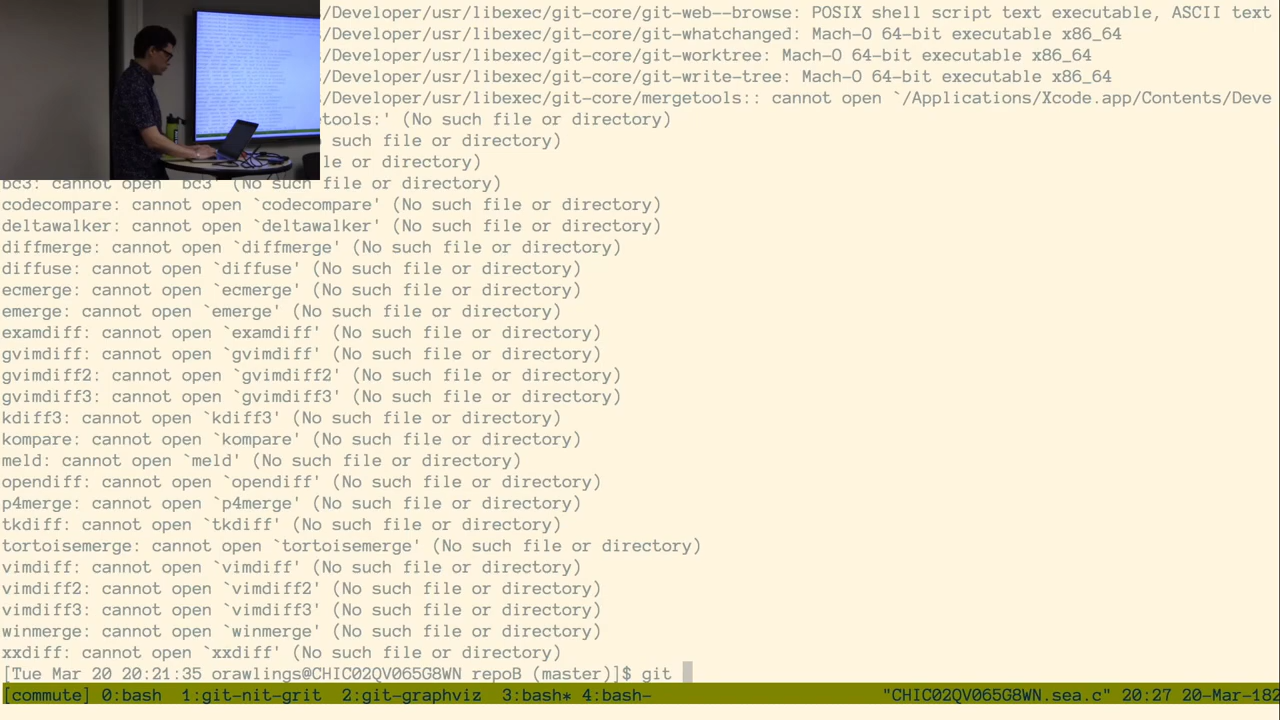 /Developer/usr/libexec/git-core/git-web--browse: POSIX shell script text executable, ASCII text
/Developer/usr/libexec/git-core/git-whatchanged: Mach-O 64-bit executable x86_64
/Developer/usr/libexec/git-core/git-worktree: Mach-O 64-bit executable x86_64
/Developer/usr/libexec/git-core/git-write-tree: Mach-O 64-bit executable x86_64
/Developer/usr/libexec/git-core/mergetools:: cannot open `/Applications/Xcode.app/Contents/Deve
etools:' (No such file or directory)
such file or directory)
le or directory)
bc3: cannot open `bc3' (No such file or directory)
codecompare: cannot open `codecompare' (No such file or directory)
deltawalker: cannot open `deltawalker' (No such file or directory)
diffmerge: cannot open `diffmerge' (No such file or directory)
diffuse: cannot open `diffuse' (No such file or directory)
ecmerge: cannot open `ecmerge' (No such file or directory)
emerge: cannot open `emerge' (No such file or directory)
examdiff: cannot open `examdiff' (No such file or directory)
gvimdiff: cannot open `gvimdiff' (No such file or directory)
gvimdiff2: cannot open `gvimdiff2' (No such file or directory)
gvimdiff3: cannot open `gvimdiff3' (No such file or directory)
kdiff3: cannot open `kdiff3' (No such file or directory)
kompare: cannot open `kompare' (No such file or directory)
meld: cannot open `meld' (No such file or directory)
opendiff: cannot open `opendiff' (No such file or directory)
p4merge: cannot open `p4merge' (No such file or directory)
tkdiff: cannot open `tkdiff' (No such file or directory)
tortoisemerge: cannot open `tortoisemerge' (No such file or directory)
vimdiff: cannot open `vimdiff' (No such file or directory)
vimdiff2: cannot open `vimdiff2' (No such file or directory)
vimdiff3: cannot open `vimdiff3' (No such file or directory)
winmerge: cannot open `winmerge' (No such file or directory)
xxdiff: cannot open `xxdiff' (No such file or directory)
[Tue Mar 20 20:21:35 orawlings@CHIC02QV065G8WN repoB (master)]$ git
[commute] 0:bash 1:git-nit-grit 2:git-graphviz 3:bash* 4:bash- "CHIC02QV065G8WN.sea.c" 20:27 20-Mar-182